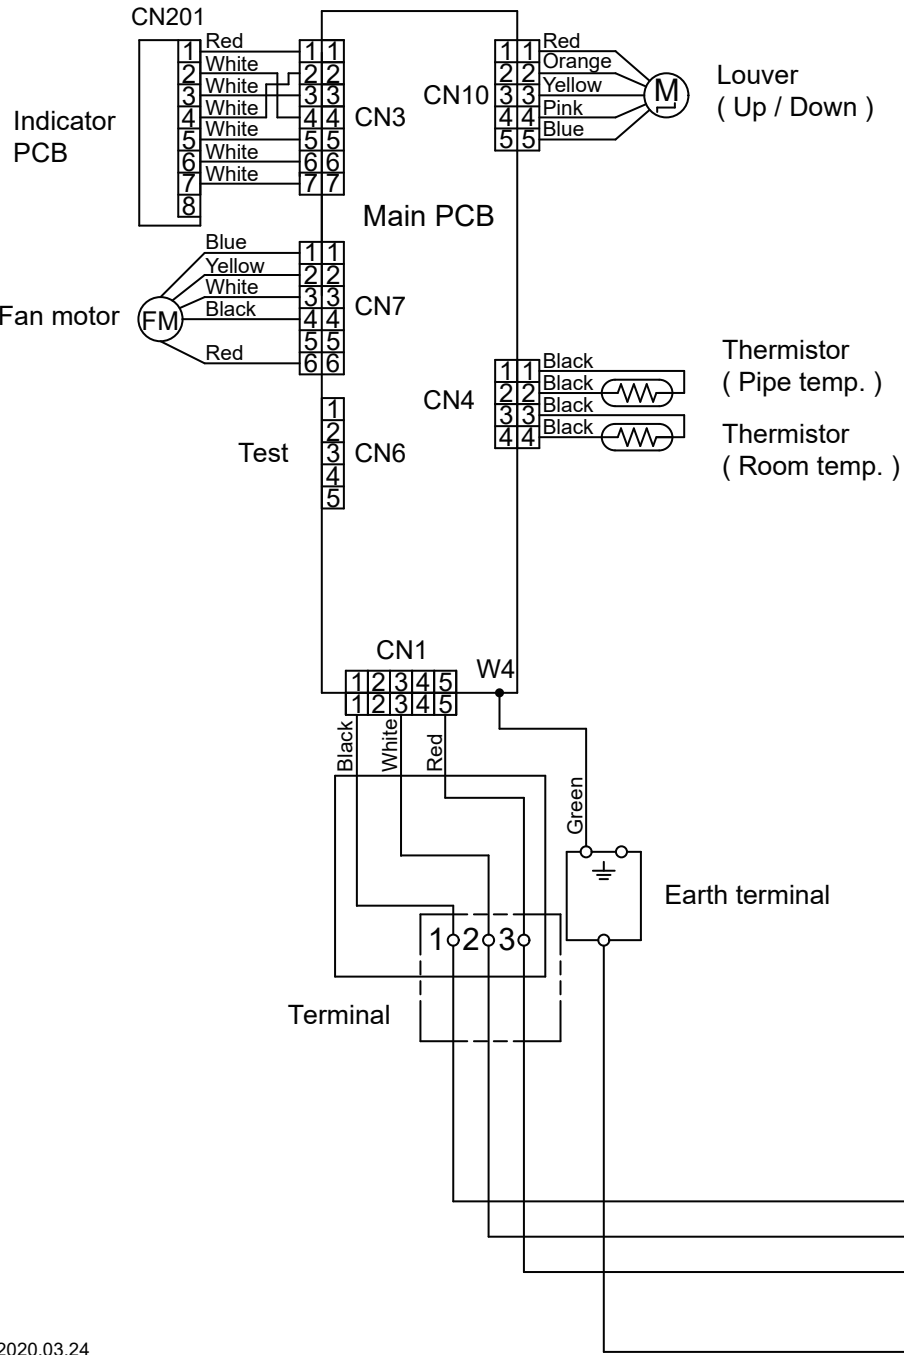 CN201
Indicator
PCB
1
2
3
4
5
6
7
8
Red
White
White
White
White
White
White
1 1
2 2
3 3
4 4
5 5
6 6
7 7
CN3
CN10
1 1
2 2
3 3
4 4
5 5
Red
Orange
Yellow
Pink
Blue
M
Louver
( Up / Down )
Main PCB
Fan motor
FM
Blue
Yellow
White
Black
Red
1 1
2 2
3 3
4 4
5 5
6 6
CN7
CN4
1 1
2 2
3 3
4 4
Black
Black
Black
Black
Thermistor
( Pipe temp. )
Thermistor
( Room temp. )
Test
1
2
3
4
5
CN6
CN1
1 2 3 4 5
1 2 3 4 5
W4
Black
White
Red
Green
Earth terminal
1 2 3
Terminal
2020.03.24